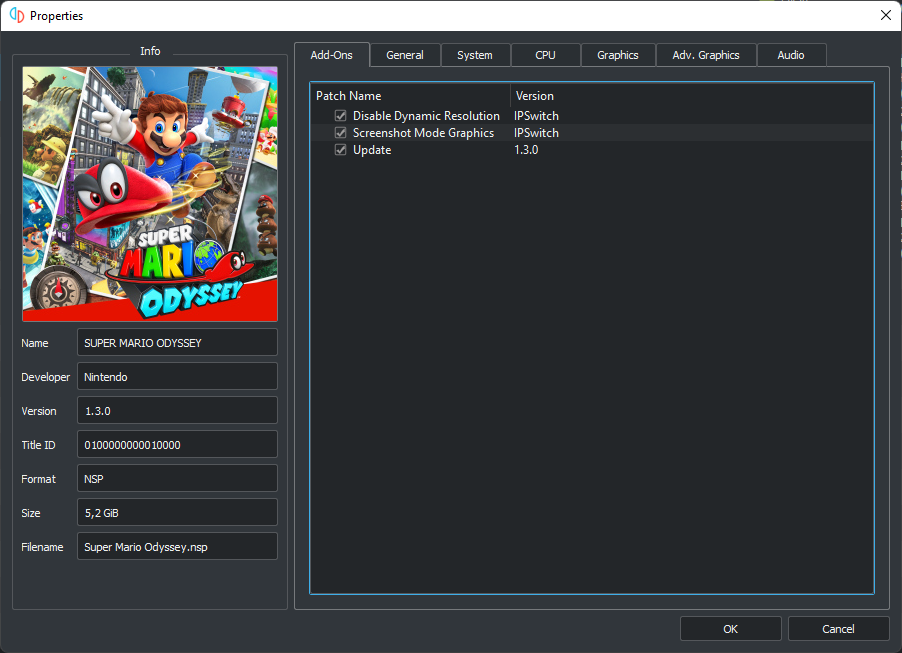 Properties
Info
SUPER
MARIO
ODYSSEY
Name SUPER MARIO ODYSSEY
Developer Nintendo
Version 1.3.0
Title ID 0100000000010000
Format NSP
Size 5,2 GiB
Filename Super Mario Odyssey.nsp
Add-Ons General System CPU Graphics Adv. Graphics Audio
Patch Name Version
Disable Dynamic Resolution IPSwitch
Screenshot Mode Graphics IPSwitch
Update 1.3.0
OK Cancel